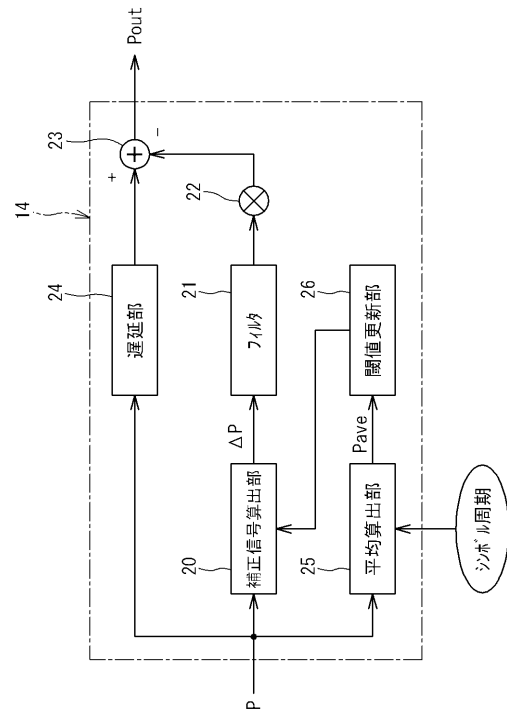 14
24
遅延部
+
23
+
−
Pout
20
補正信号算出部
ΔP
21
フィルタ
22
P
25
平均算出部
Pave
26
閾値更新部
シンボル周期